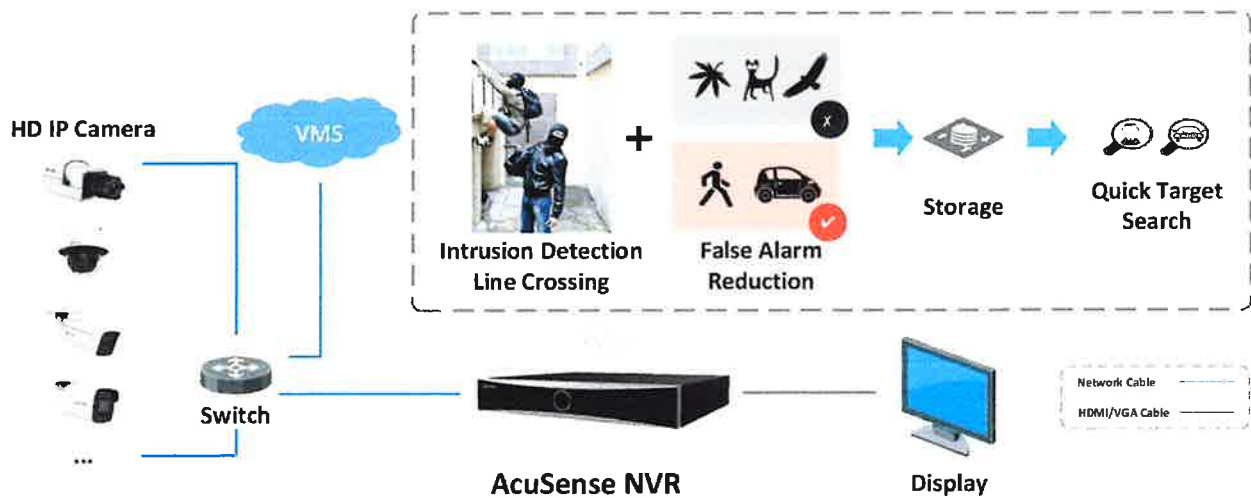 HD IP Camera
VMS
Intrusion Detection
Line Crossing
False Alarm
Reduction
Storage
Quick Target
Search
Switch
AcuSense NVR
Display
Network Cable
HDMI/VGA Cable
...